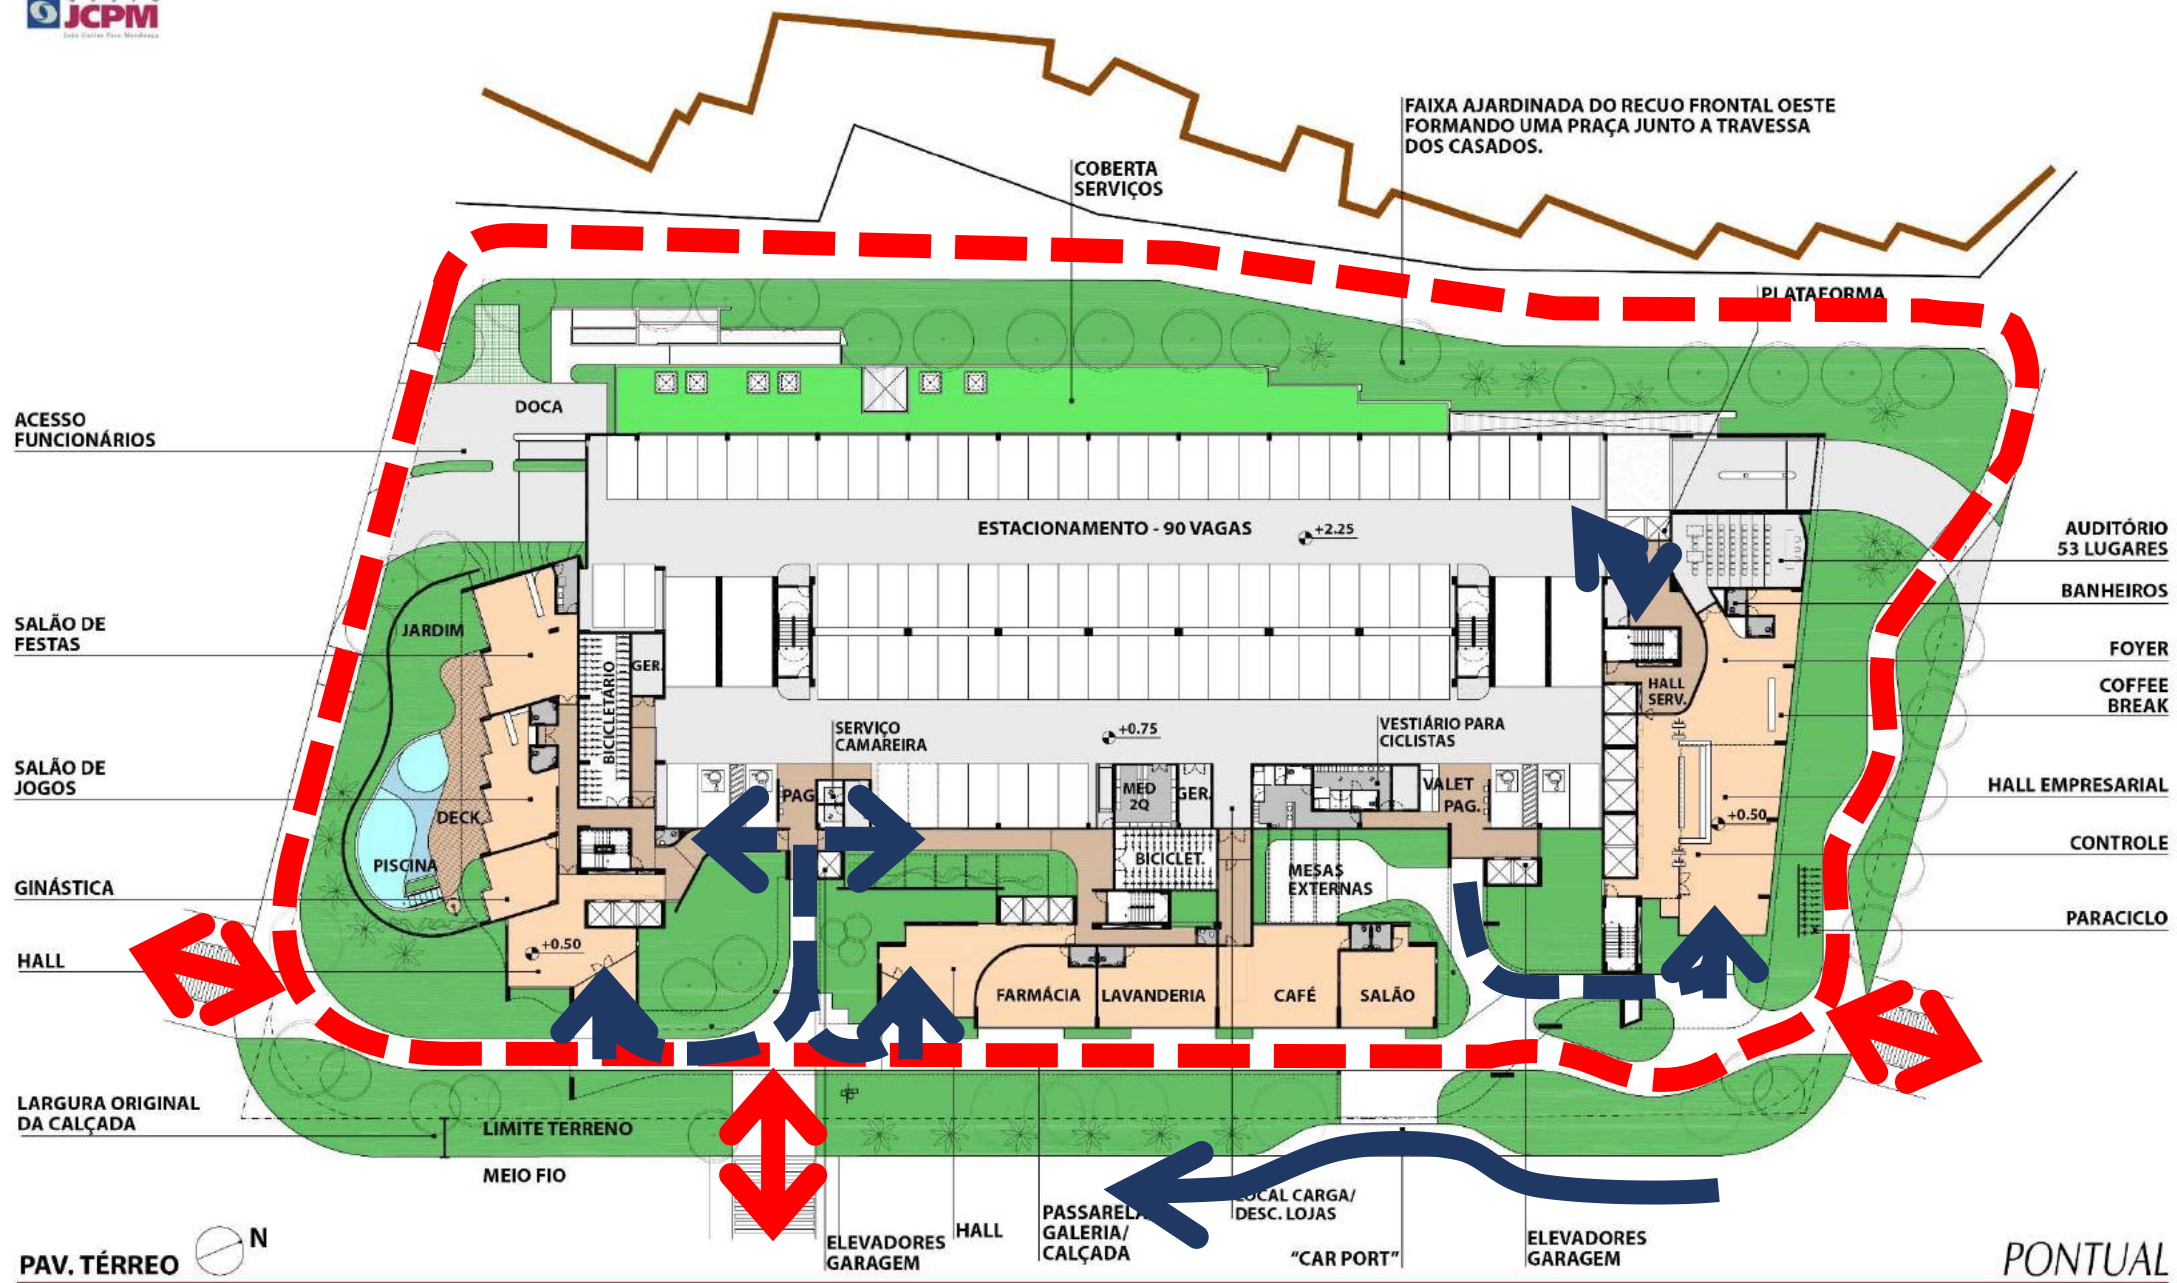 JCPM
João Carlos Paes Mendonça
FAIXA AJARDINADA DO RECUO FRONTAL OESTE
FORMANDO UMA PRAÇA JUNTO A TRAVESSA
DOS CASADOS.
COBERTA
SERVIÇOS
PLATAFORMA
DOCA
ACESSO
FUNCIONÁRIOS
ESTACIONAMENTO - 90 VAGAS
+2.25
AUDITÓRIO
53 LUGARES
BANHEIROS
SALÃO DE
FESTAS
JARDIM
BICICLETÁRIO
GER.
FOYER
HALL
SERV.
COFFEE
BREAK
SERVIÇO
CAMAREIRA
+0.75
VESTIÁRIO PARA
CICLISTAS
SALÃO DE
JOGOS
DECK
PAG
MED
2Q
GER.
VALET
PAG.
HALL EMPRESARIAL
+0.50
CONTROLE
PISCINA
BICICLET.
MESAS
EXTERNAS
GINÁSTICA
PARACICLO
+0.50
HALL
FARMÁCIA
LAVANDERIA
CAFÉ
SALÃO
LARGURA ORIGINAL
DA CALÇADA
LIMITE TERRENO
MEIO FIO
ELEVADORES
GARAGEM
HALL
PASSARELA
GALERIA/
CALÇADA
LOCAL CARGA/
DESC. LOJAS
"CAR PORT"
ELEVADORES
GARAGEM
PAV. TÉRREO
N
PONTUAL